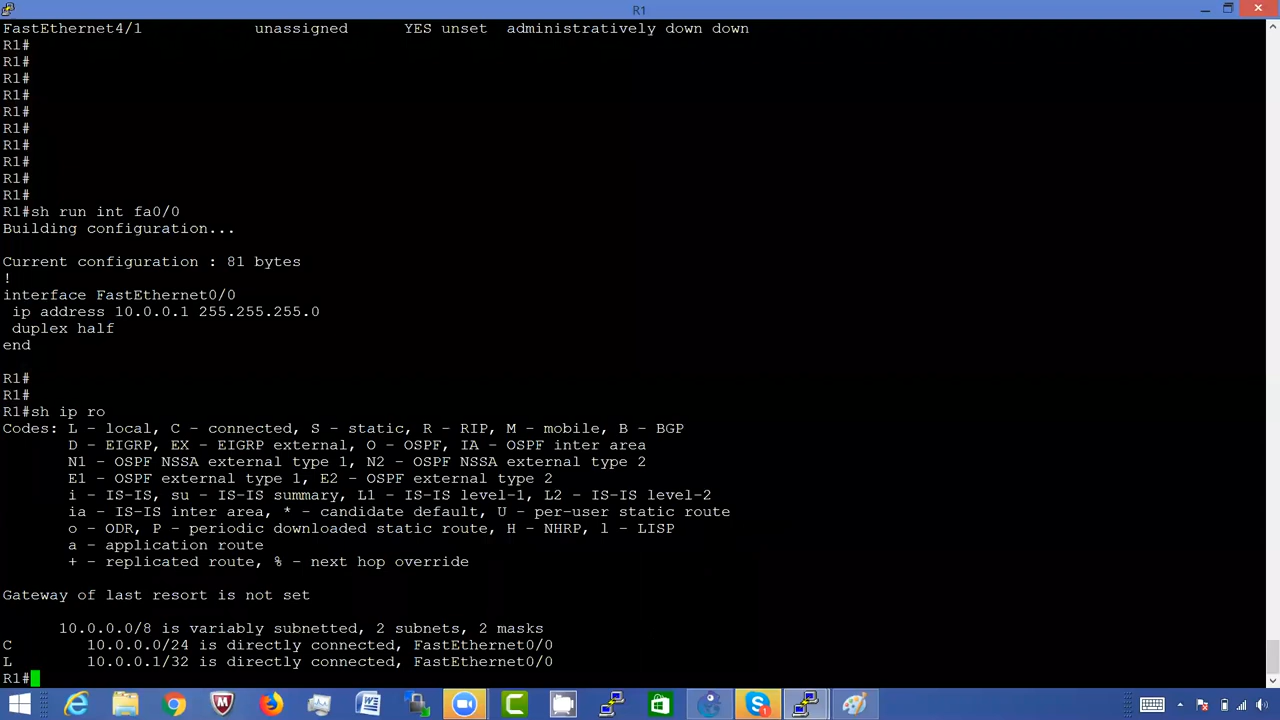 R1
FastEthernet4/1 unassigned YES unset administratively down down
R1#
R1#
R1#
R1#
R1#
R1#
R1#
R1#
R1#
R1#
R1#sh run int fa0/0
Building configuration...
Current configuration : 81 bytes
!
interface FastEthernet0/0
ip address 10.0.0.1 255.255.255.0
duplex half
end
R1#
R1#
R1#sh ip ro
Codes: L - local, C - connected, S - static, R - RIP, M - mobile, B - BGP
D - EIGRP, EX - EIGRP external, O - OSPF, IA - OSPF inter area
N1 - OSPF NSSA external type 1, N2 - OSPF NSSA external type 2
E1 - OSPF external type 1, E2 - OSPF external type 2
i - IS-IS, su - IS-IS summary, L1 - IS-IS level-1, L2 - IS-IS level-2
ia - IS-IS inter area, * - candidate default, U - per-user static route
o - ODR, P - periodic downloaded static route, H - NHRP, l - LISP
a - application route
+ - replicated route, % - next hop override
Gateway of last resort is not set
10.0.0.0/8 is variably subnetted, 2 subnets, 2 masks
C 10.0.0.0/24 is directly connected, FastEthernet0/0
L 10.0.0.1/32 is directly connected, FastEthernet0/0
R1#